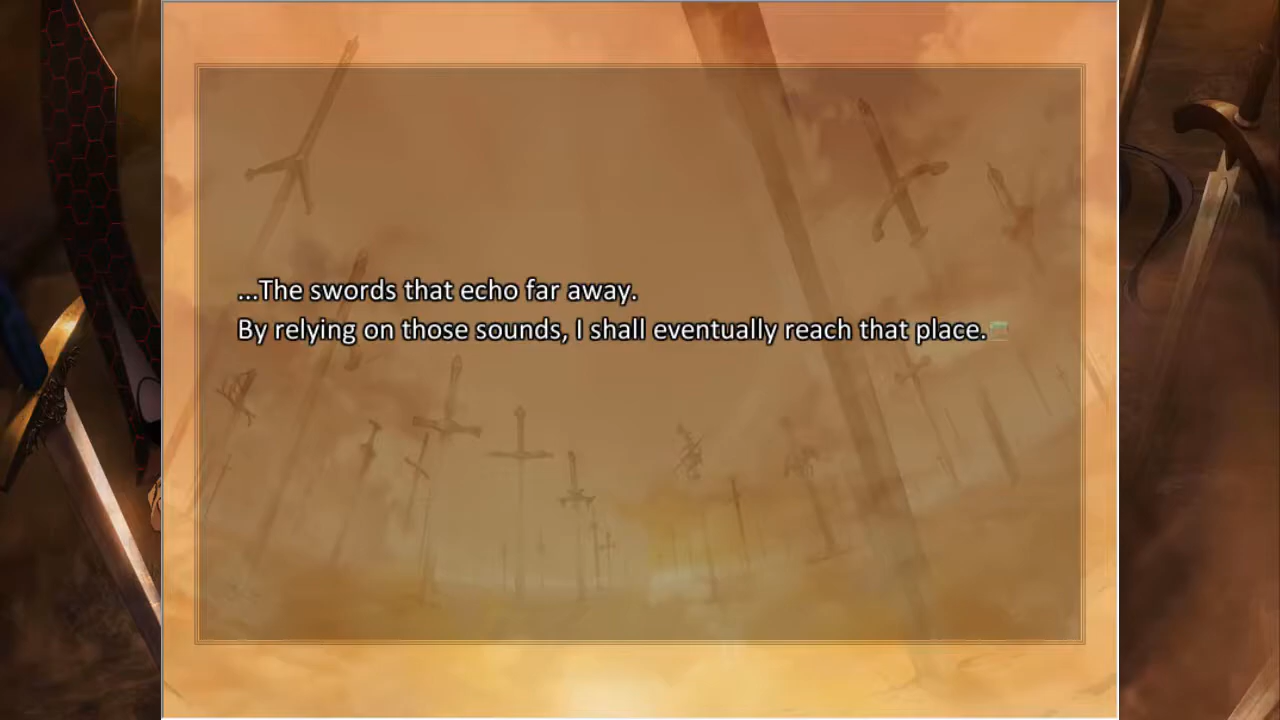 ...The swords that echo far away.
By relying on those sounds, I shall eventually reach that place.